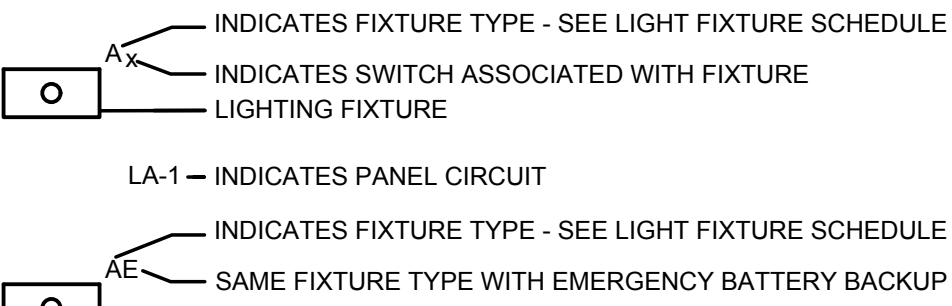 INDICATES FIXTURE TYPE - SEE LIGHT FIXTURE SCHEDULE
Ax
INDICATES SWITCH ASSOCIATED WITH FIXTURE
LIGHTING FIXTURE
LA-1 INDICATES PANEL CIRCUIT
INDICATES FIXTURE TYPE - SEE LIGHT FIXTURE SCHEDULE
AE
SAME FIXTURE TYPE WITH EMERGENCY BATTERY BACKUP